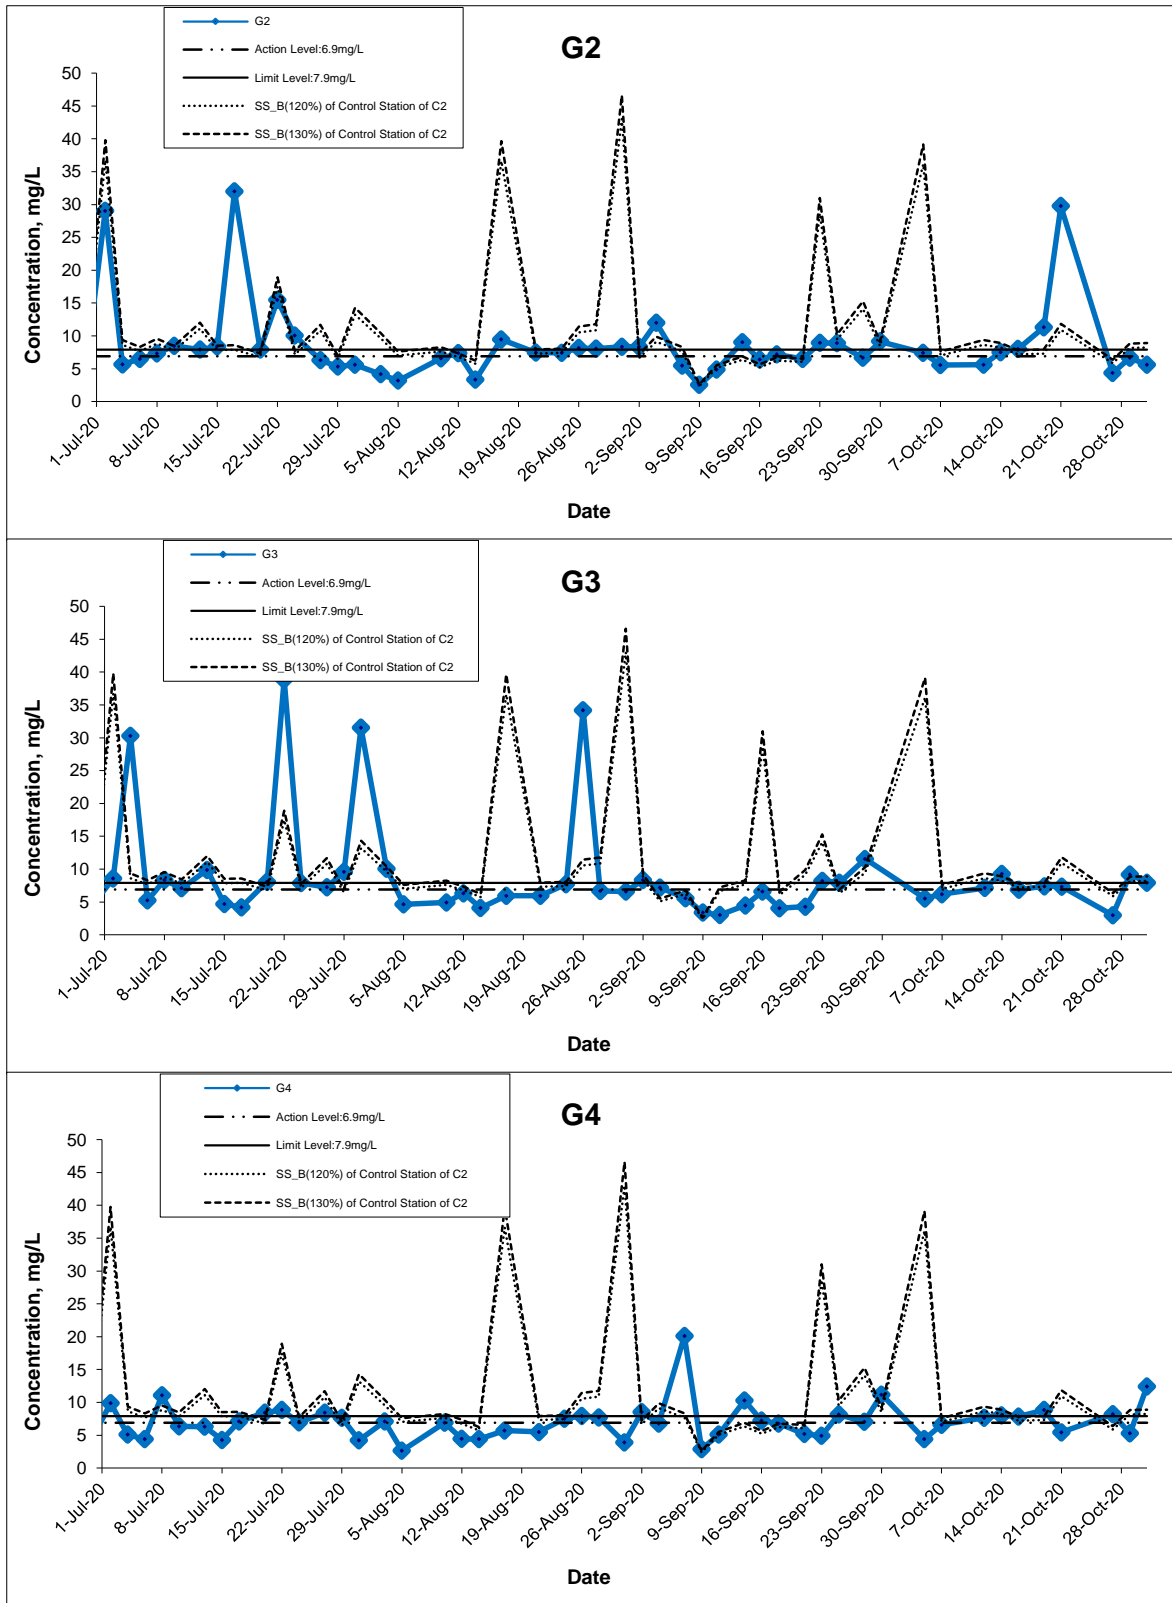 G2
Action Level:6.9mg/L
Limit Level:7.9mg/L
SS_B(120%) of Control Station of C2
SS_B(130%) of Control Station of C2
G2
Concentration, mg/L
50
45
40
35
30
25
20
15
10
5
0
1-Jul-20
8-Jul-20
15-Jul-20
22-Jul-20
29-Jul-20
5-Aug-20
12-Aug-20
19-Aug-20
26-Aug-20
2-Sep-20
9-Sep-20
16-Sep-20
23-Sep-20
30-Sep-20
7-Oct-20
14-Oct-20
21-Oct-20
28-Oct-20
Date
G3
Action Level:6.9mg/L
Limit Level:7.9mg/L
SS_B(120%) of Control Station of C2
SS_B(130%) of Control Station of C2
G3
Concentration, mg/L
50
45
40
35
30
25
20
15
10
5
0
1-Jul-20
8-Jul-20
15-Jul-20
22-Jul-20
29-Jul-20
5-Aug-20
12-Aug-20
19-Aug-20
26-Aug-20
2-Sep-20
9-Sep-20
16-Sep-20
23-Sep-20
30-Sep-20
7-Oct-20
14-Oct-20
21-Oct-20
28-Oct-20
Date
G4
Action Level:6.9mg/L
Limit Level:7.9mg/L
SS_B(120%) of Control Station of C2
SS_B(130%) of Control Station of C2
G4
Concentration, mg/L
50
45
40
35
30
25
20
15
10
5
0
1-Jul-20
8-Jul-20
15-Jul-20
22-Jul-20
29-Jul-20
5-Aug-20
12-Aug-20
19-Aug-20
26-Aug-20
2-Sep-20
9-Sep-20
16-Sep-20
23-Sep-20
30-Sep-20
7-Oct-20
14-Oct-20
21-Oct-20
28-Oct-20
Date